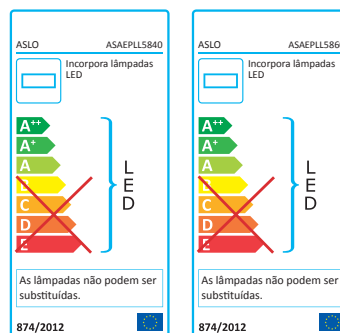 ASLO ASAEPLL5840
Incorpora lâmpadas
LED
A++
A+
A
B
C
D
E
L
E
D
As lâmpadas não podem ser
substituídas.
874/2012
ASLO ASAEPLL586
Incorpora lâmpadas
LED
A++
A+
A
B
C
D
E
L
E
D
As lâmpadas não podem ser
substituídas.
874/2012